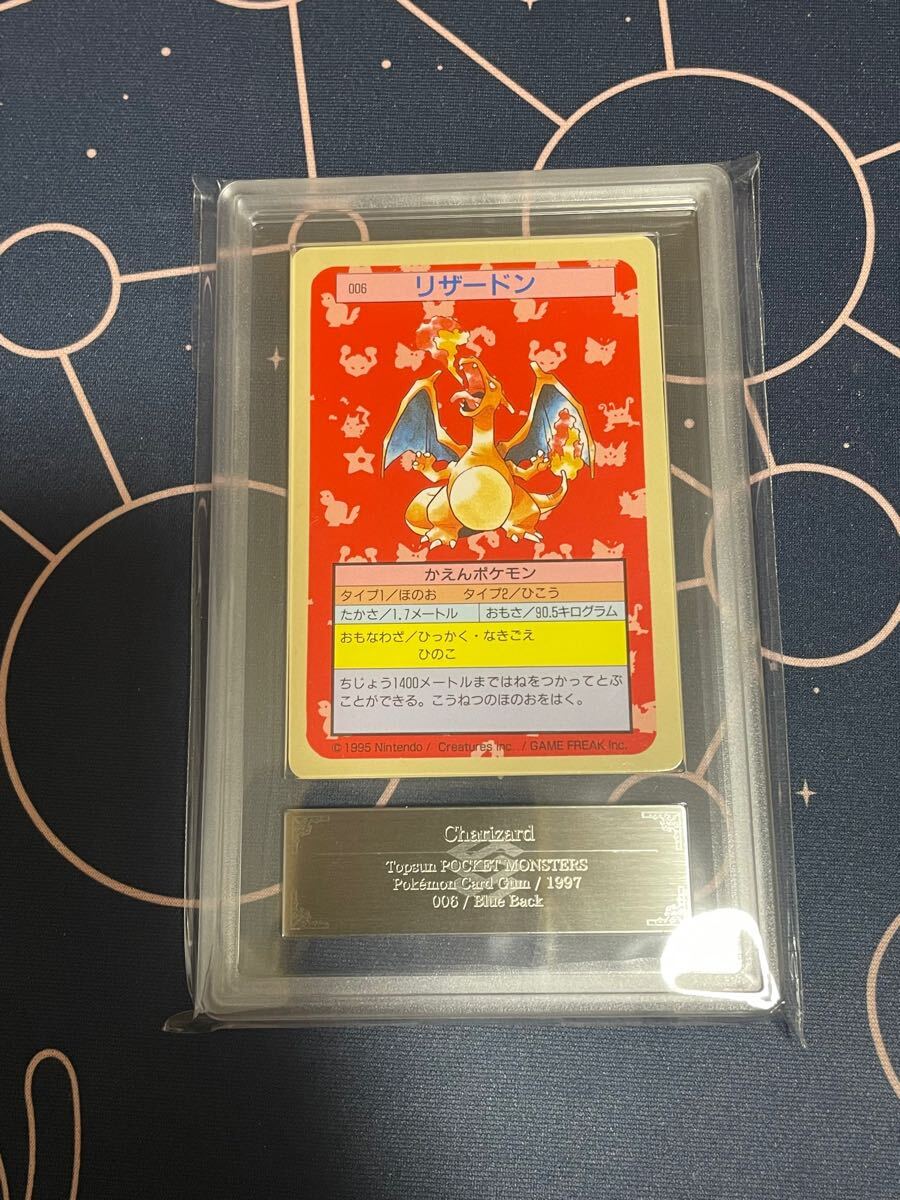 006 リザードン
かえんポケモン
タイプ1/ほのお タイプ2/ひこう
たかさ/1.7メートル おもさ/90.5キログラム
おもなわざ/ひっかく・なきごえ
ひのこ
ちじょう1400メートルまではねをつかってとぶ
ことができる。こうねつのほのおをはく。
© 1995 Nintendo / Creatures inc. / GAME FREAK Inc.
Charizard
Topsun POCKET MONSTERS
Pokémon Card Gum / 1997
006 / Blue Back